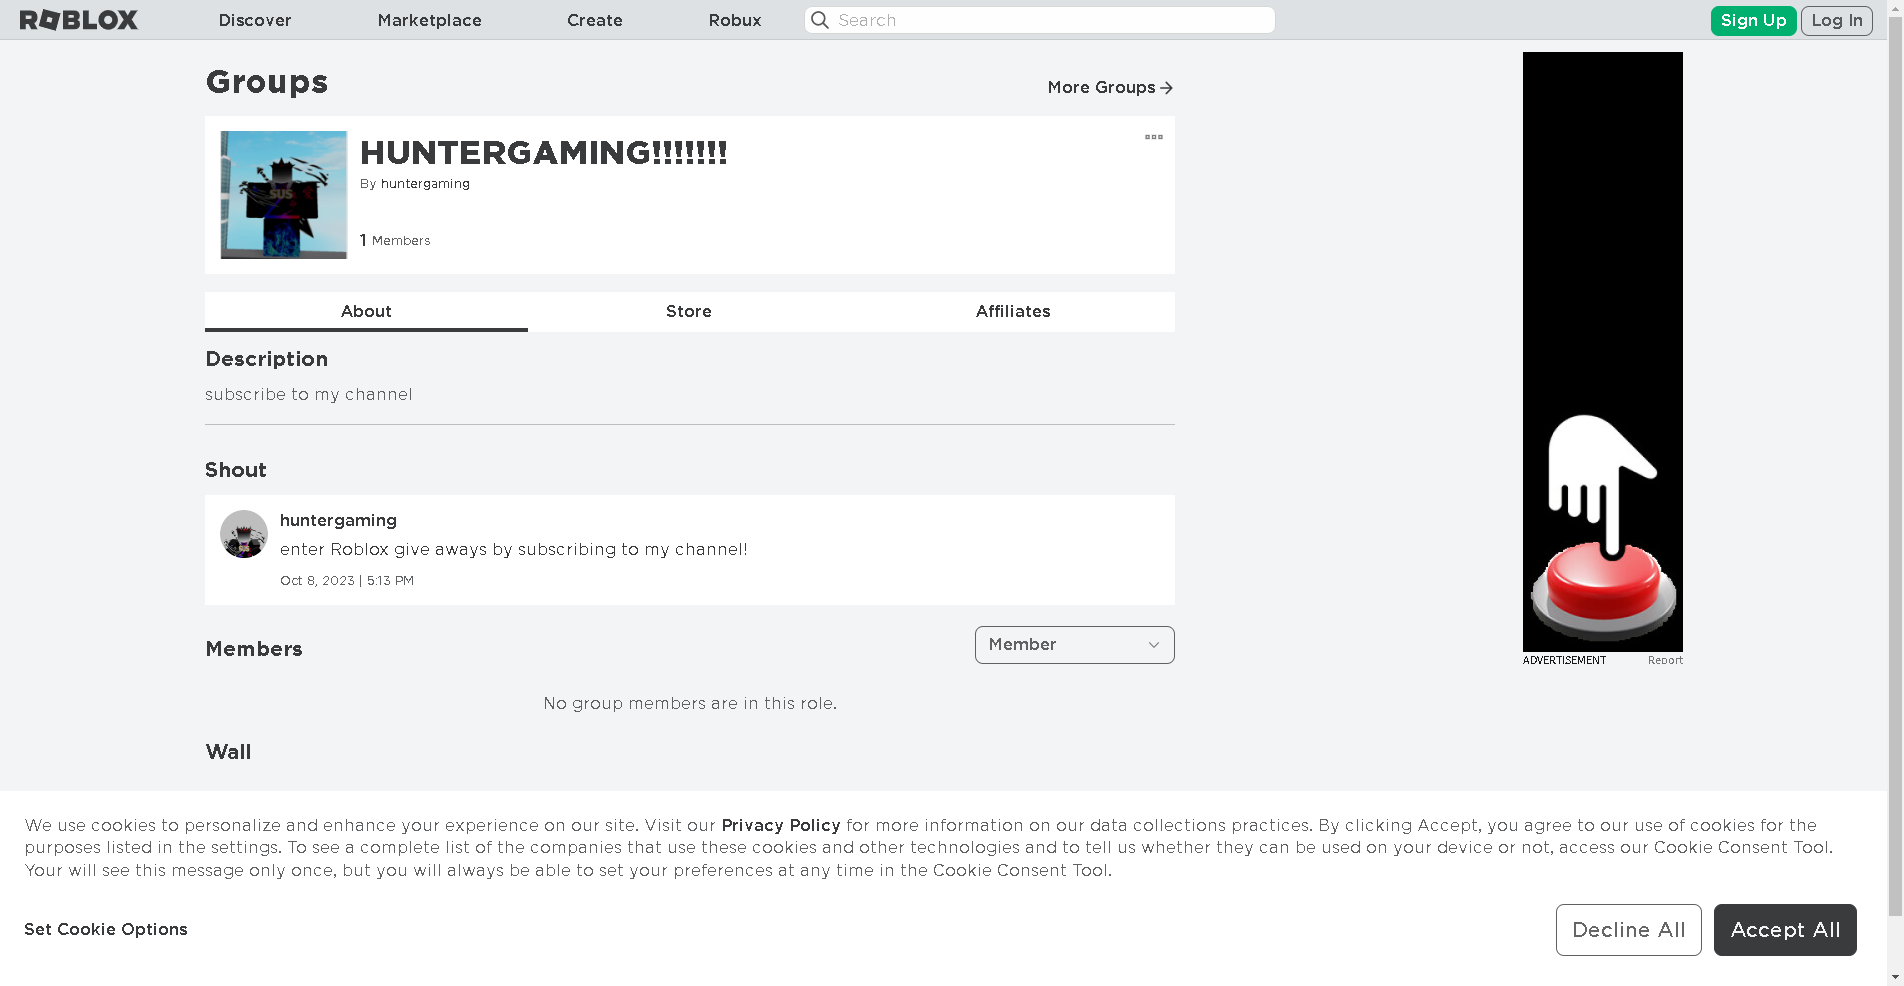 ROBLOX
Discover
Marketplace
Create
Robux
Search
Sign Up
Log In
Groups
More Groups
HUNTERGAMING!!!!!!!
By huntergaming
SUS
1 Members
About
Store
Affiliates
Description
subscribe to my channel
Shout
huntergaming
enter Roblox give aways by subscribing to my channel!
Oct 8, 2023 | 5:13 PM
Members
Member
ADVERTISEMENT
Report
No group members are in this role.
Wall
We use cookies to personalize and enhance your experience on our site. Visit our Privacy Policy for more information on our data collections practices. By clicking Accept, you agree to our use of cookies for the
purposes listed in the settings. To see a complete list of the companies that use these cookies and other technologies and to tell us whether they can be used on your device or not, access our Cookie Consent Tool.
Your will see this message only once, but you will always be able to set your preferences at any time in the Cookie Consent Tool.
Set Cookie Options
Decline All
Accept All